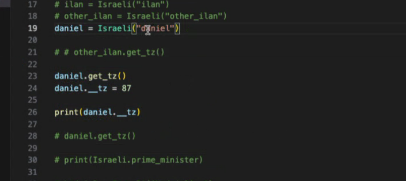 17 # ilan = Israeli("ilan")
18 # other_ilan = Israeli("other_ilan")
19 daniel = Israeli("daniel")
20
21 # # other_ilan.get_tz()
22
23 daniel.get_tz()
24 daniel.__tz = 87
25
26 print(daniel.__tz)
27
28 # daniel.get_tz()
29
30 # print(Israeli.prime_minister)
31